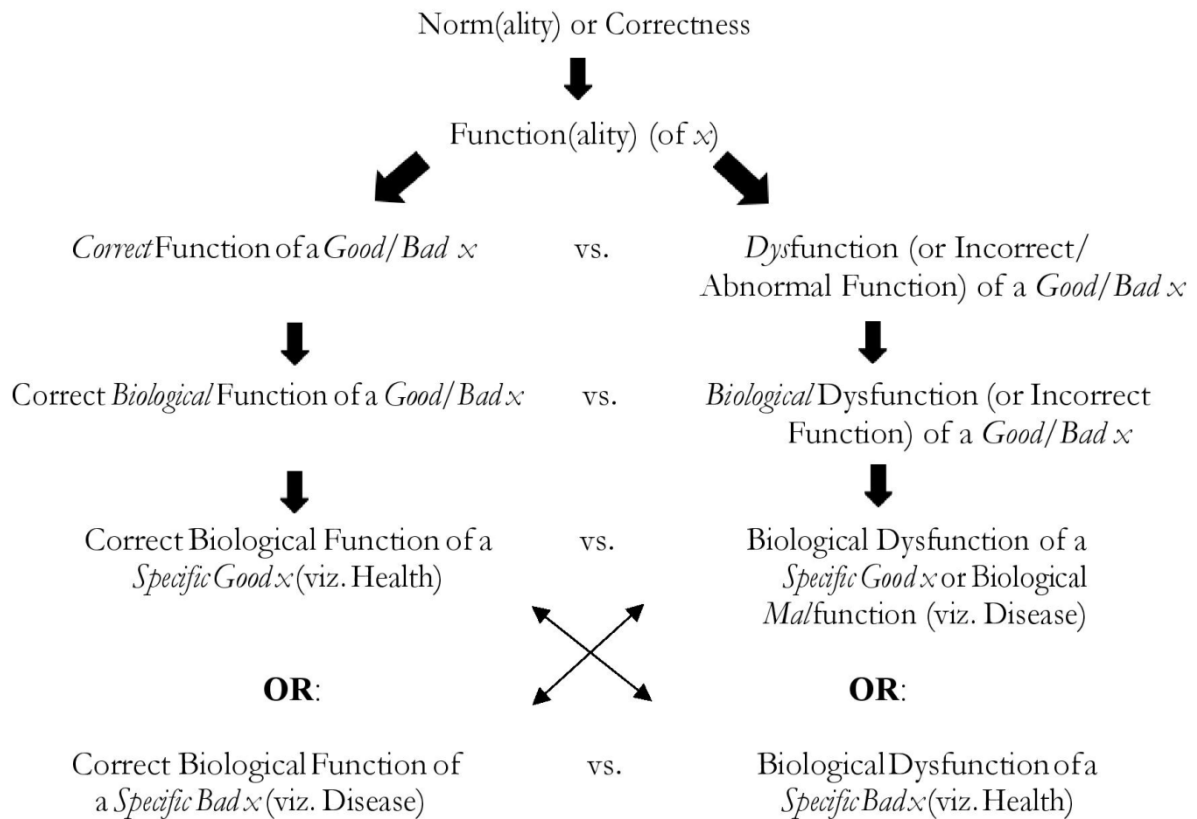 Norm(ality) or Correctness
Function(ality) (of x)
Correct Function of a Good/Bad x
vs.
Dysfunction (or Incorrect/
Abnormal Function) of a Good/Bad x
Correct Biological Function of a Good/Bad x
vs.
Biological Dysfunction (or Incorrect
Function) of a Good/Bad x
Correct Biological Function of a
Specific Good x (viz. Health)
vs.
Biological Dysfunction of a
Specific Good x or Biological
Malfunction (viz. Disease)
OR:
OR:
Correct Biological Function of
a Specific Bad x (viz. Disease)
vs.
Biological Dysfunction of a
Specific Bad x (viz. Health)